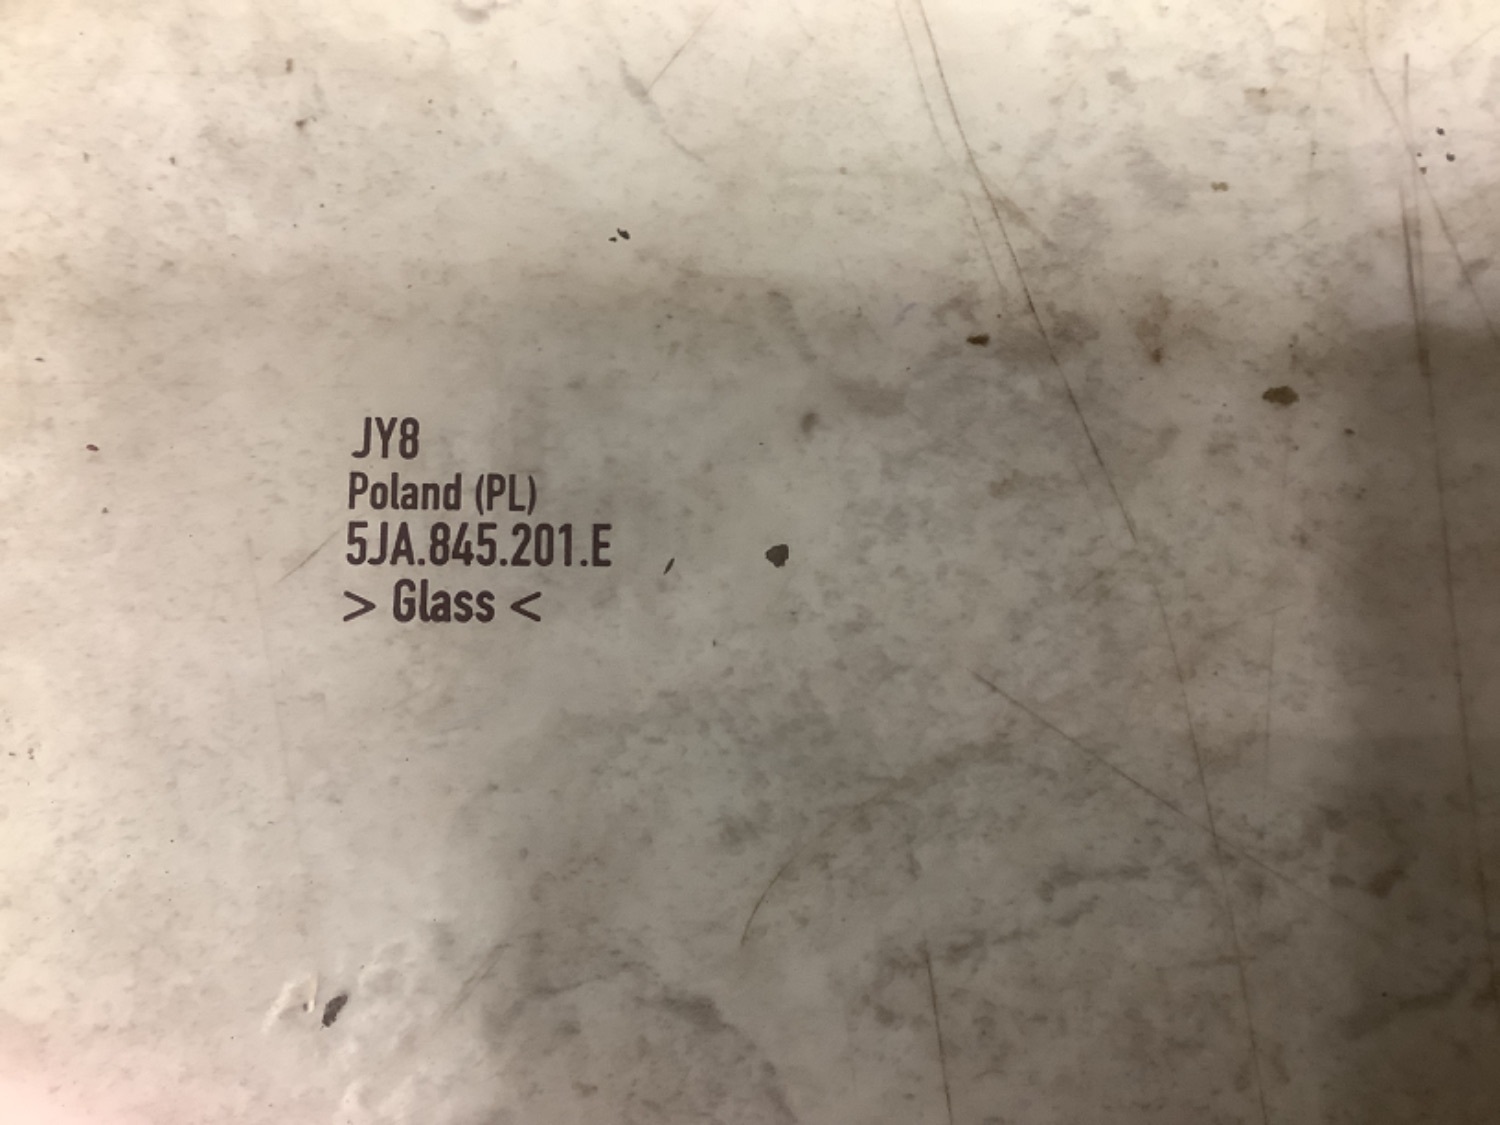 JY8
Poland (PL)
5JA.845.201.E
> Glass <